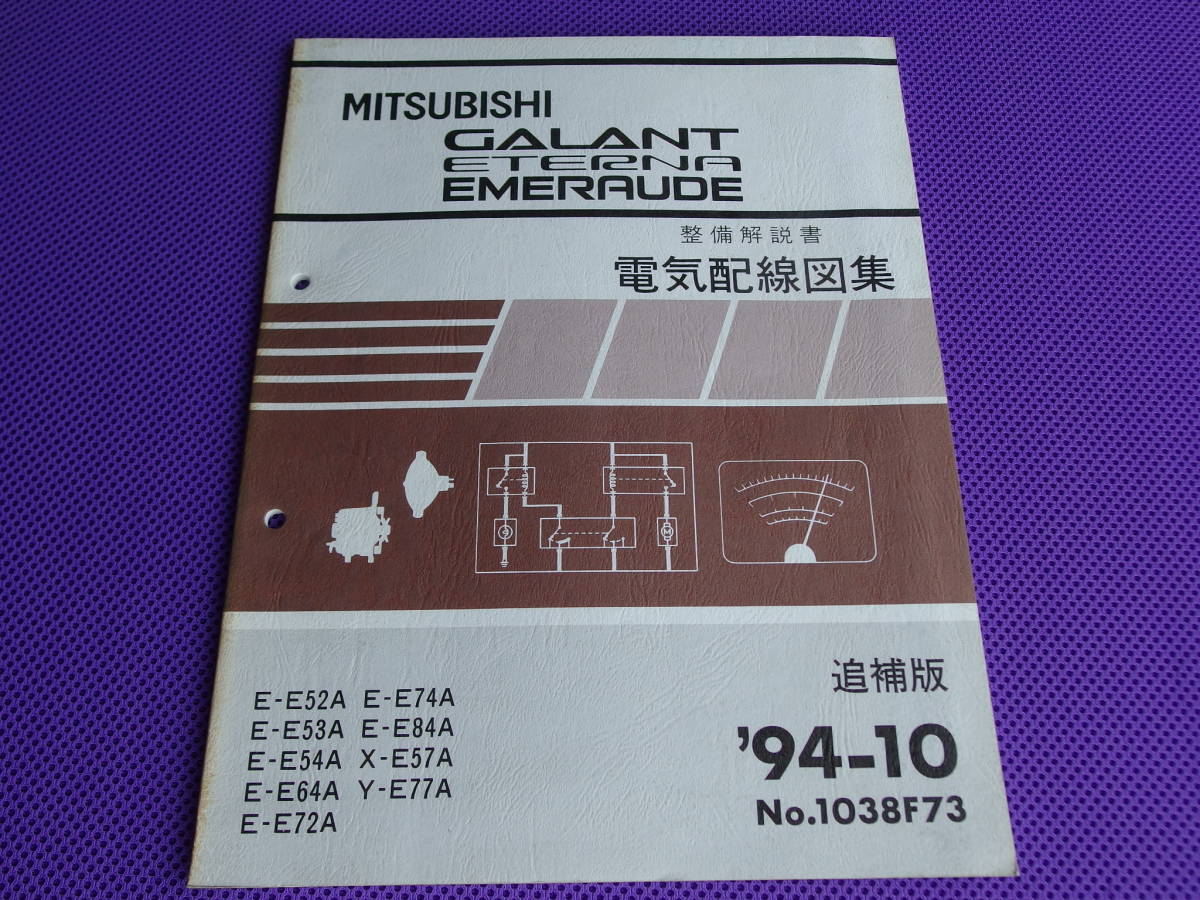 MITSUBISHI
GALANT
ETERNA
EMERAUDE
整備解説書
電気配線図集
M
E-E52A E-E74A
E-E53A E-E84A
E-E54A X-E57A
E-E64A Y-E77A
E-E72A
追補版
'94-10
No.1038F73